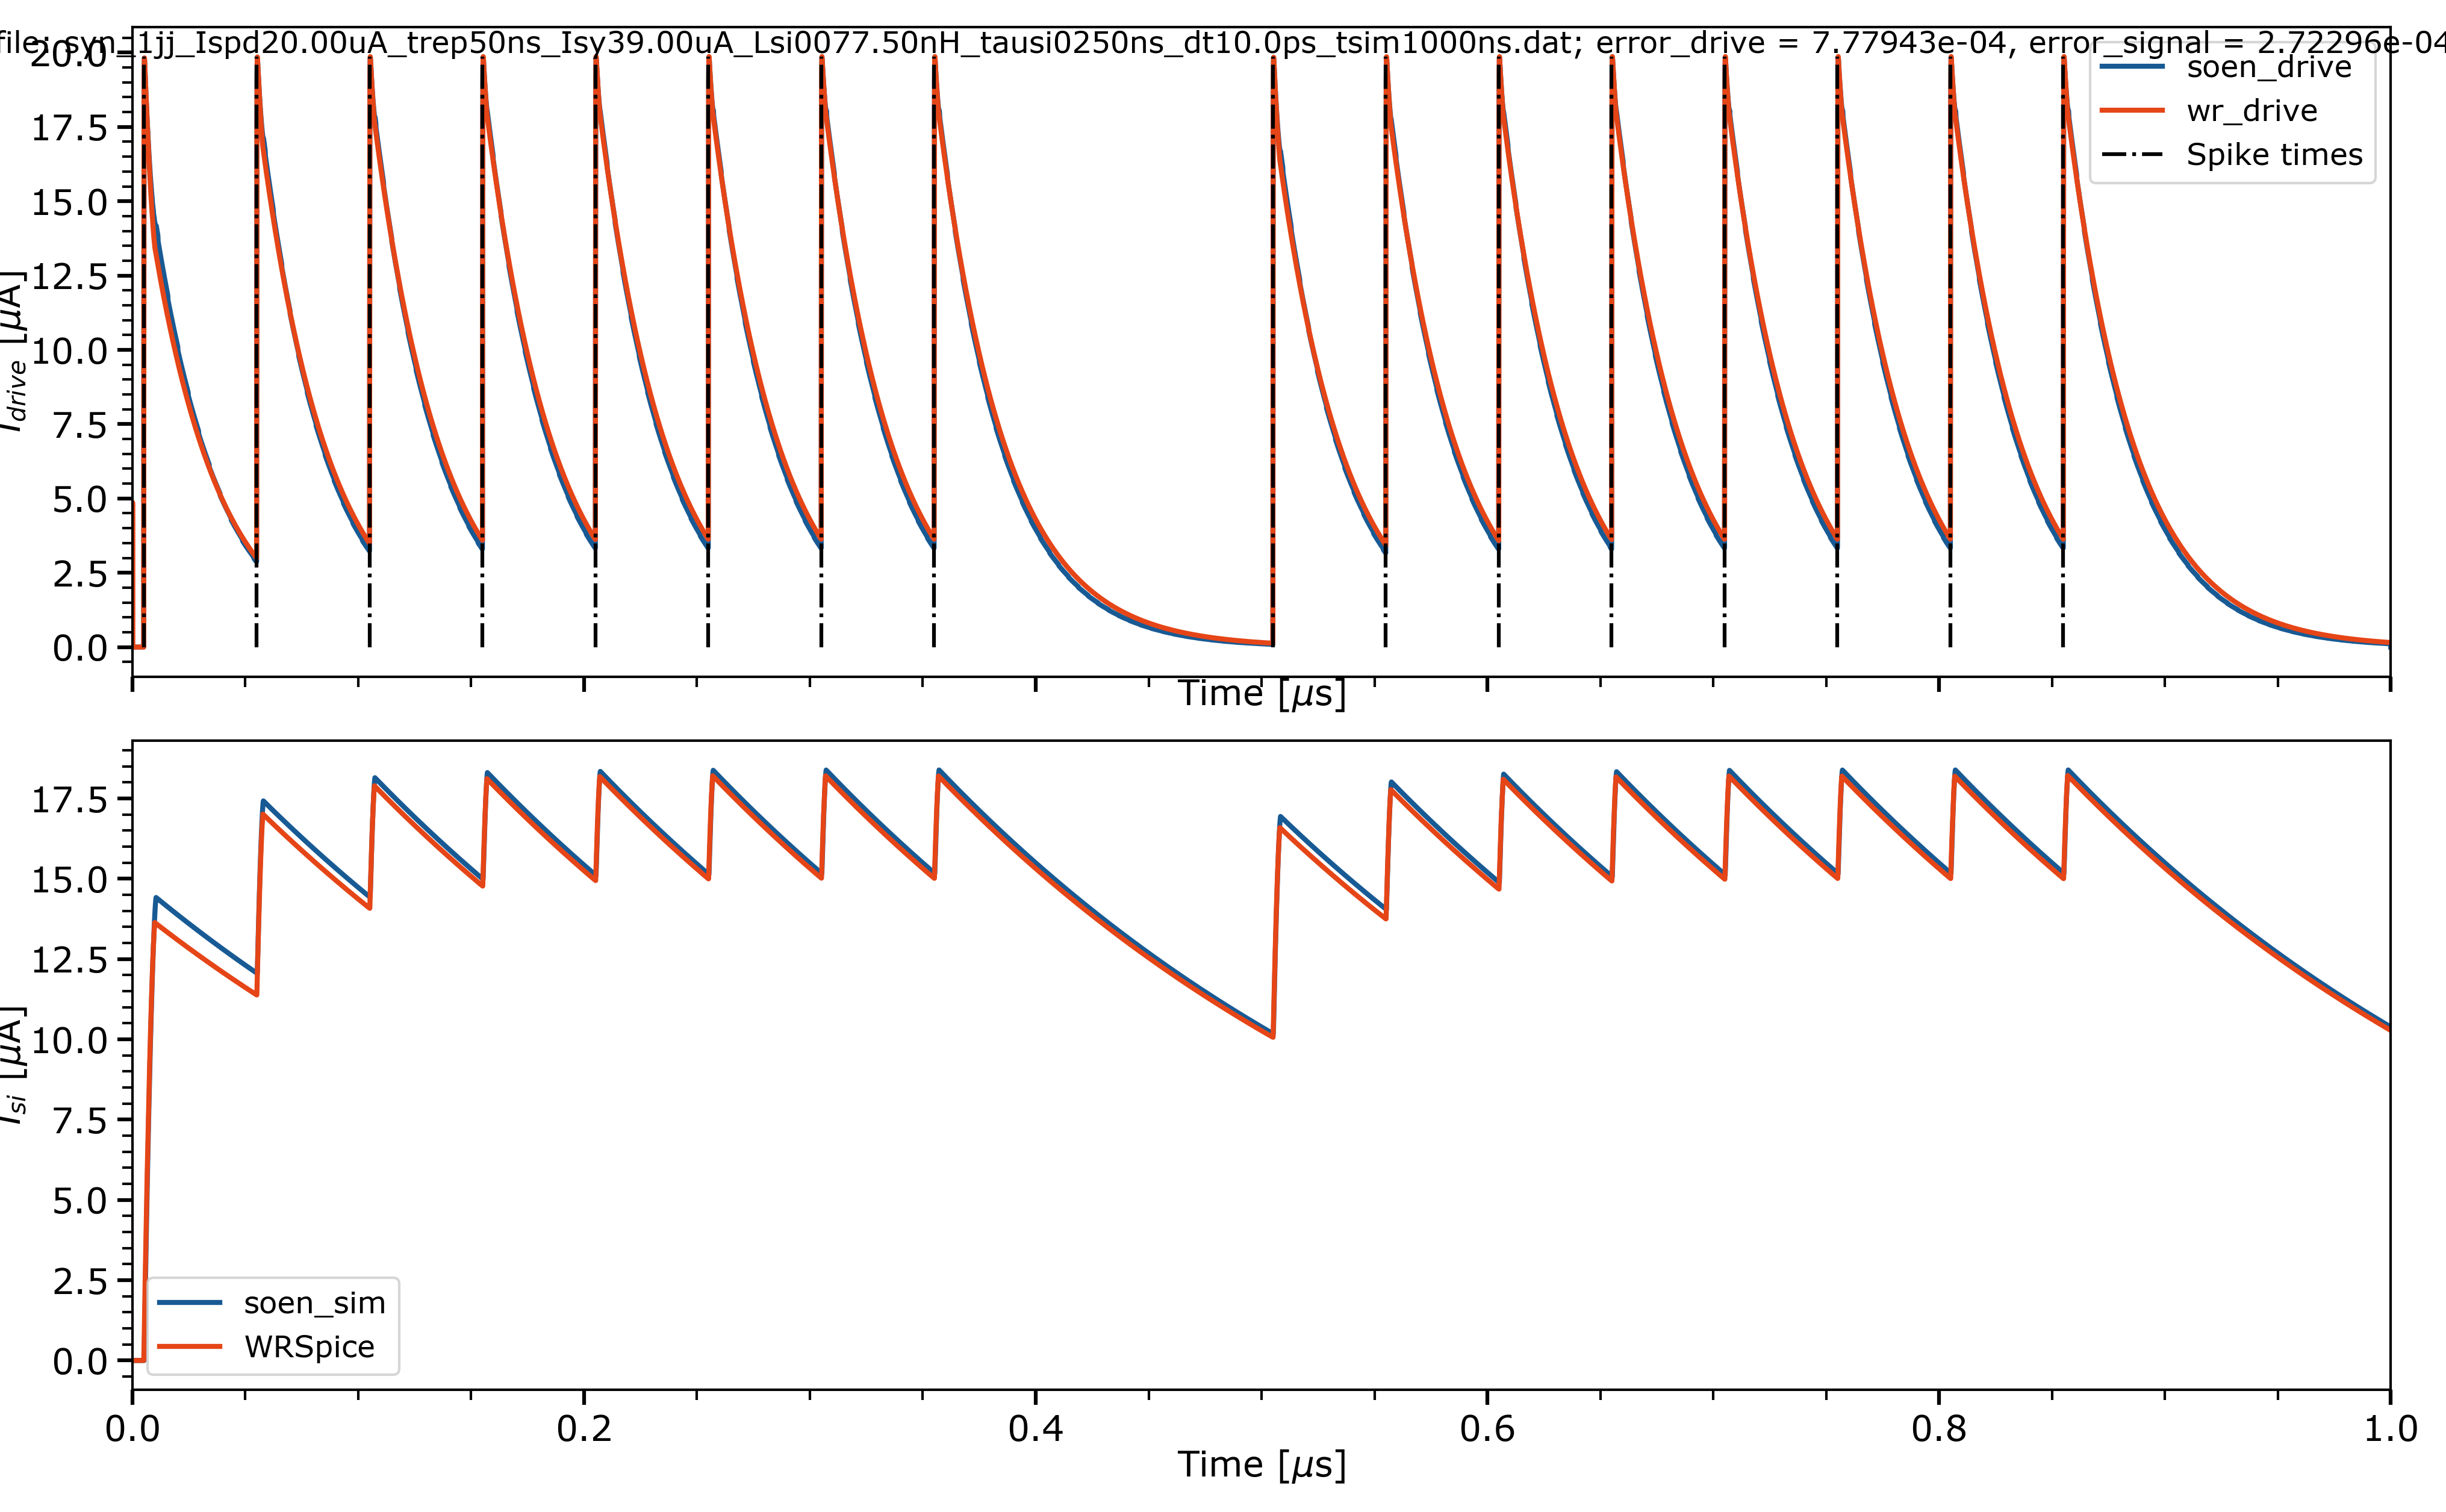 file: syn_1jj_Ispd20.00uA_trep50ns_Isy39.00uA_Lsi0077.50nH_tausi0250ns_dt10.0ps_tsim1000ns.dat; error_drive = 7.77943e-04, error_signal = 2.72296e-04
soen_drive
wr_drive
Spike times
20.0
17.5
15.0
12.5
10.0
7.5
5.0
2.5
0.0
I_drive [μA]
Time [μs]
17.5
15.0
12.5
10.0
7.5
5.0
2.5
0.0
I_si [μA]
soen_sim
WRSpice
0.0 0.2 0.4 0.6 0.8 1.0
Time [μs]